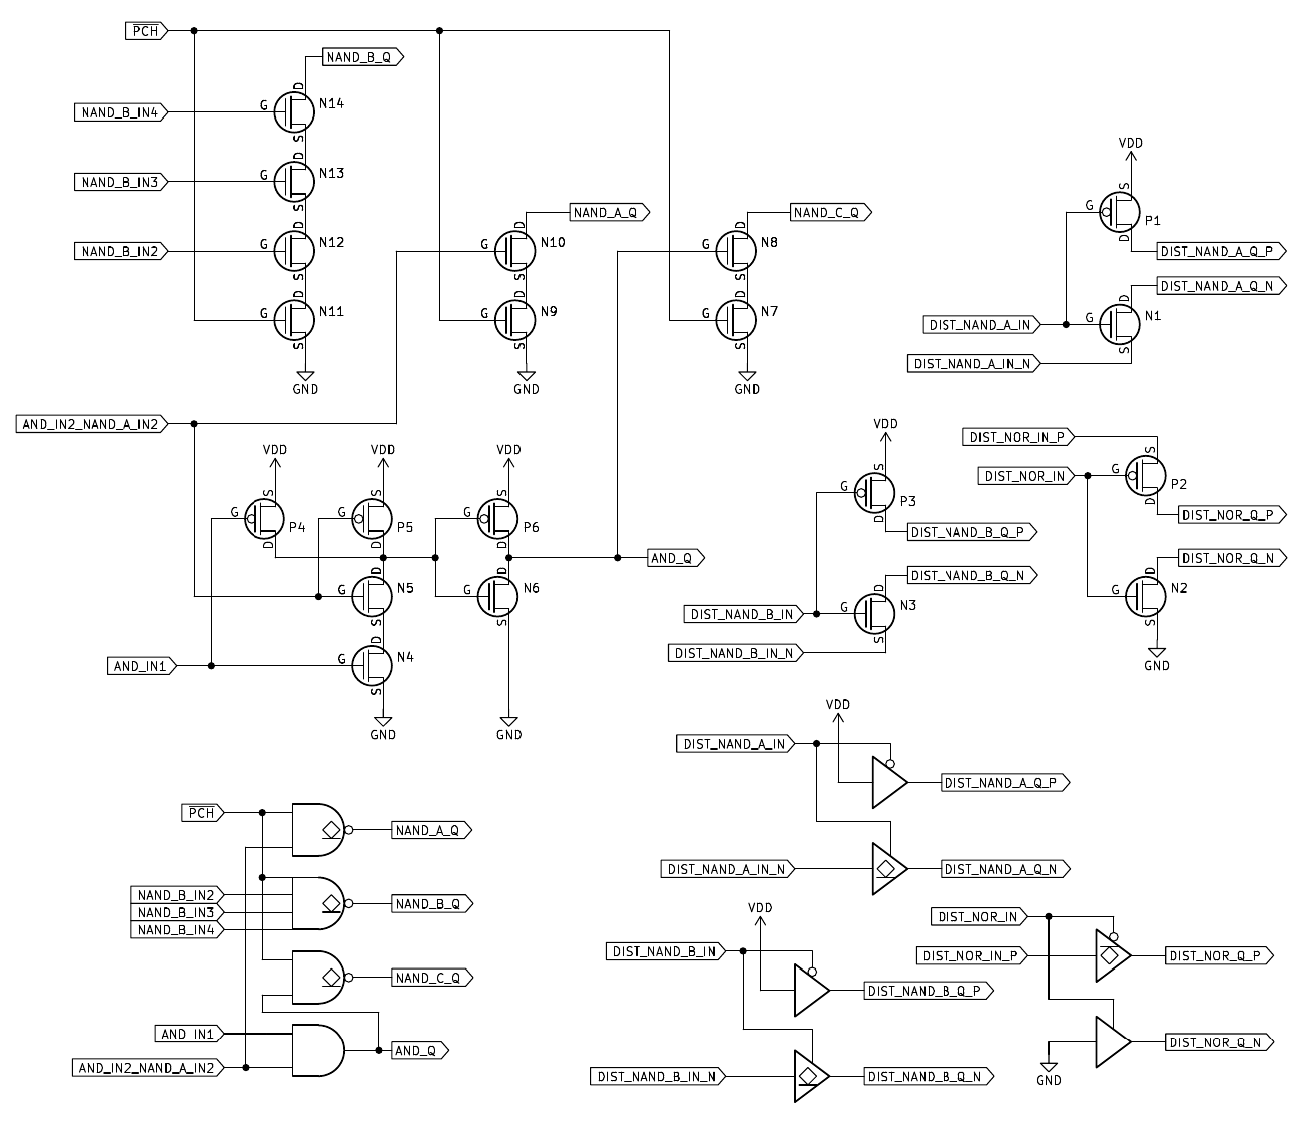 PCH
NAND_B_Q
D
G
N14
NAND_B_IN4
S
D
G
N13
NAND_B_IN3
S
D
G
N12
NAND_B_IN2
S
D
G
N11
S
GND
NAND_A_Q
D
G
N10
S
D
G
N9
S
GND
NAND_C_Q
D
G
N8
S
D
G
N7
S
GND
VDD
S
G
P1
D
DIST_NAND_A_Q_P
DIST_NAND_A_Q_N
D
DIST_NAND_A_IN
G
N1
S
DIST_NAND_A_IN_N
AND_IN2_NAND_A_IN2
VDD
S
G
P4
D
VDD
S
G
P5
D
VDD
S
G
P6
D
AND_Q
D
G
N5
S
D
G
N6
S
AND_IN1
D
G
N4
S
GND
GND
VDD
S
G
P3
D
DIST_NAND_B_Q_P
DIST_NAND_B_Q_N
D
DIST_NAND_B_IN
G
N3
S
DIST_NAND_B_IN_N
DIST_NOR_IN_P
S
DIST_NOR_IN
G
P2
D
DIST_NOR_Q_P
DIST_NOR_Q_N
D
G
N2
S
GND
VDD
DIST_NAND_A_IN
DIST_NAND_A_Q_P
DIST_NAND_A_IN_N
DIST_NAND_A_Q_N
PCH
NAND_A_Q
NAND_B_IN2
NAND_B_IN3
NAND_B_IN4
NAND_B_Q
NAND_C_Q
AND_IN1
AND_Q
AND_IN2_NAND_A_IN2
VDD
DIST_NAND_B_IN
DIST_NAND_B_Q_P
DIST_NAND_B_IN_N
DIST_NAND_B_Q_N
DIST_NOR_IN
DIST_NOR_IN_P
DIST_NOR_Q_P
DIST_NOR_Q_N
GND